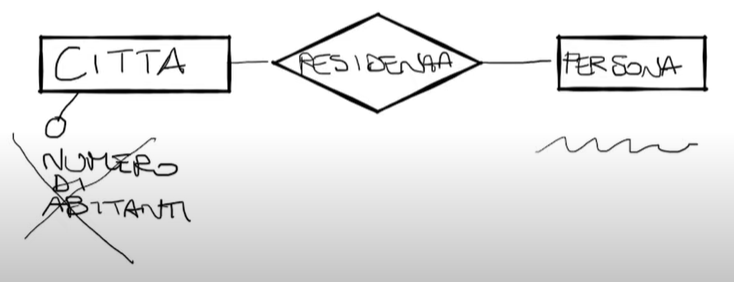 CITTA
RESIDENZA
PERSONA
NUMERO
DI
ABITANTI